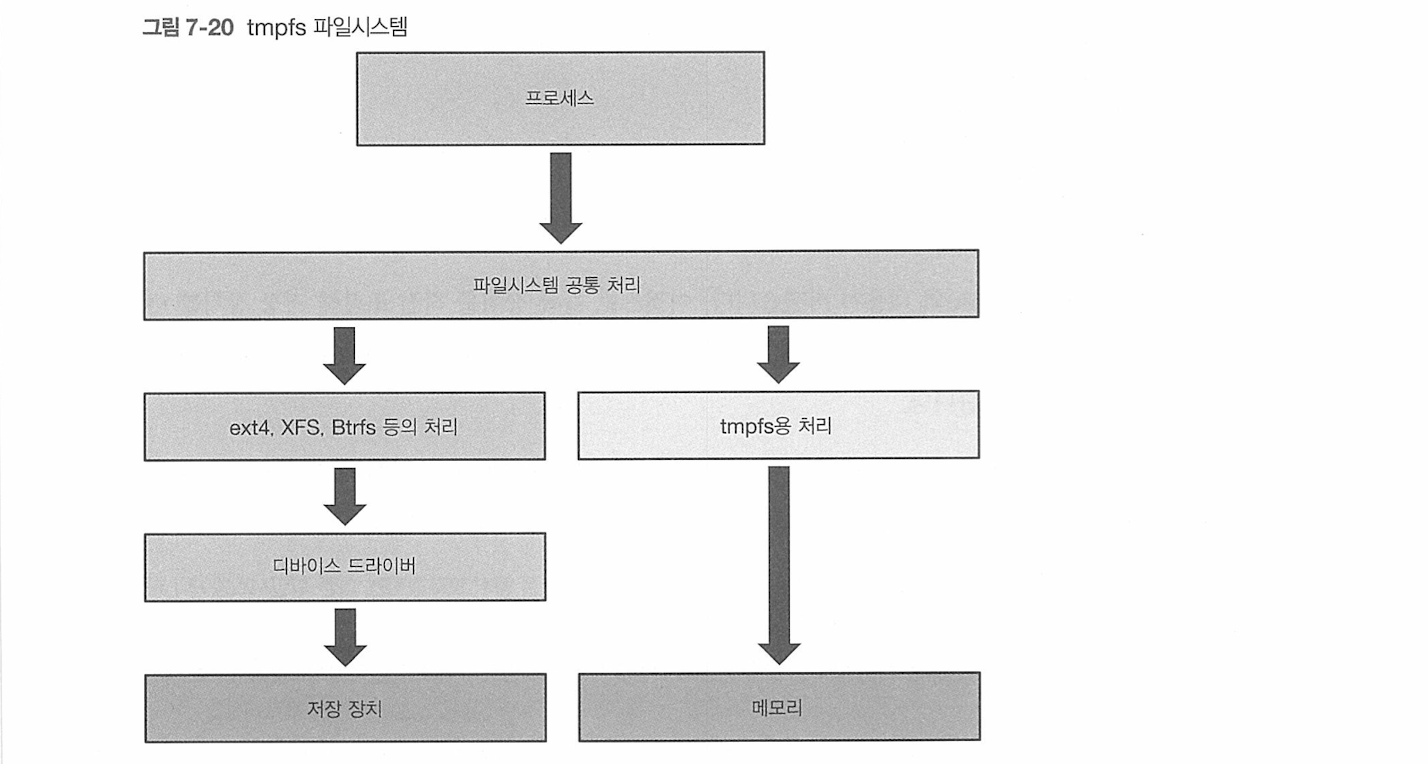 그림 7-20 tmpfs 파일시스템
프로세스
파일시스템 공통 처리
ext4, XFS, Btrfs 등의 처리
tmpfs용 처리
디바이스 드라이버
저장 장치
메모리